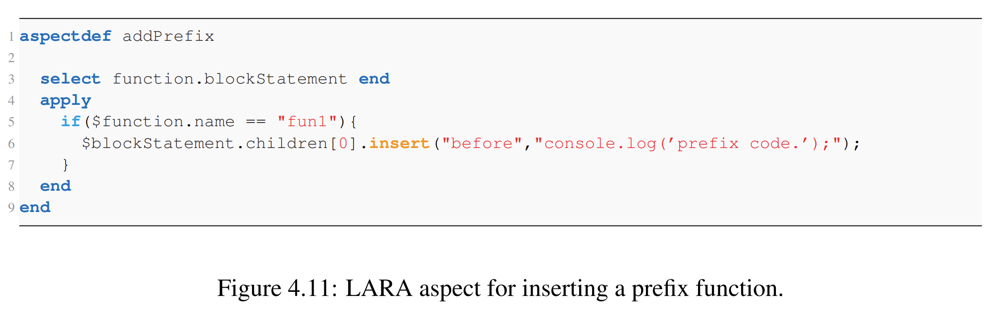 1 aspectdef addPrefix
2
3   select function.blockStatement end
4   apply
5     if($function.name == "fun1"){
6       $blockStatement.children[0].insert("before","console.log(’prefix code.’);");
7     }
8   end
9 end
Figure 4.11: LARA aspect for inserting a prefix function.